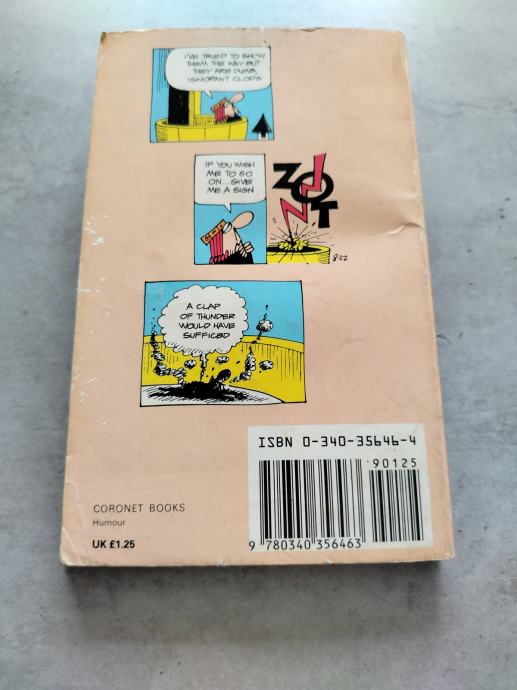 I'VE TRIED TO SHOW
THEM THE WAY BUT
THEY ARE DUMB,
IGNORANT CLODS
IF YOU WISH
ME TO GO
ON... GIVE
ME A SIGN
ZOT
8-22
A CLAP
OF THUNDER
WOULD HAVE
SUFFICED
ISBN 0-340-35646-4
90125
9 780340 356463
CORONET BOOKS
Humour
UK £1.25